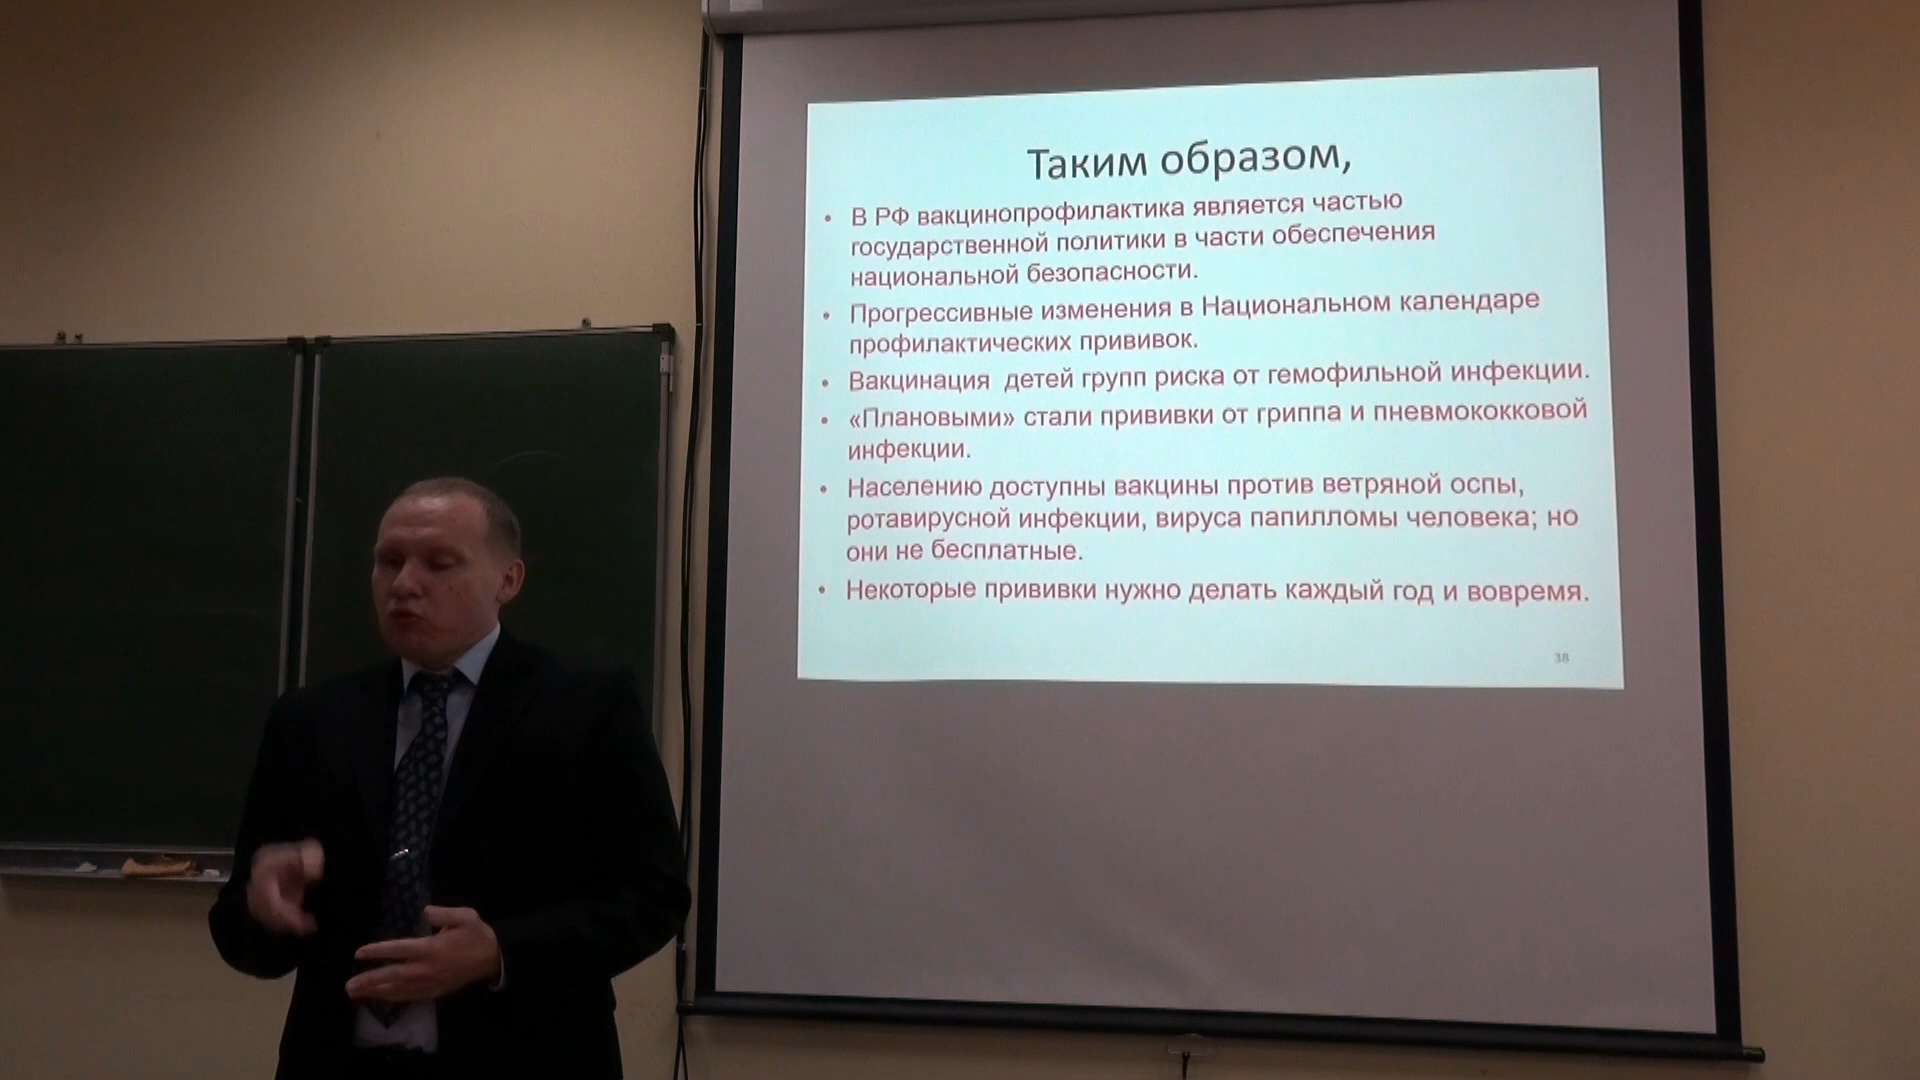 Таким образом,
• В РФ вакцинопрофилактика является частью
государственной политики в части обеспечения
национальной безопасности.
• Прогрессивные изменения в Национальном календаре
профилактических прививок.
• Вакцинация детей групп риска от гемофильной инфекции.
• «Плановыми» стали прививки от гриппа и пневмококковой
инфекции.
• Населению доступны вакцины против ветряной оспы,
ротавирусной инфекции, вируса папилломы человека; но
они не бесплатные.
• Некоторые прививки нужно делать каждый год и вовремя.
38